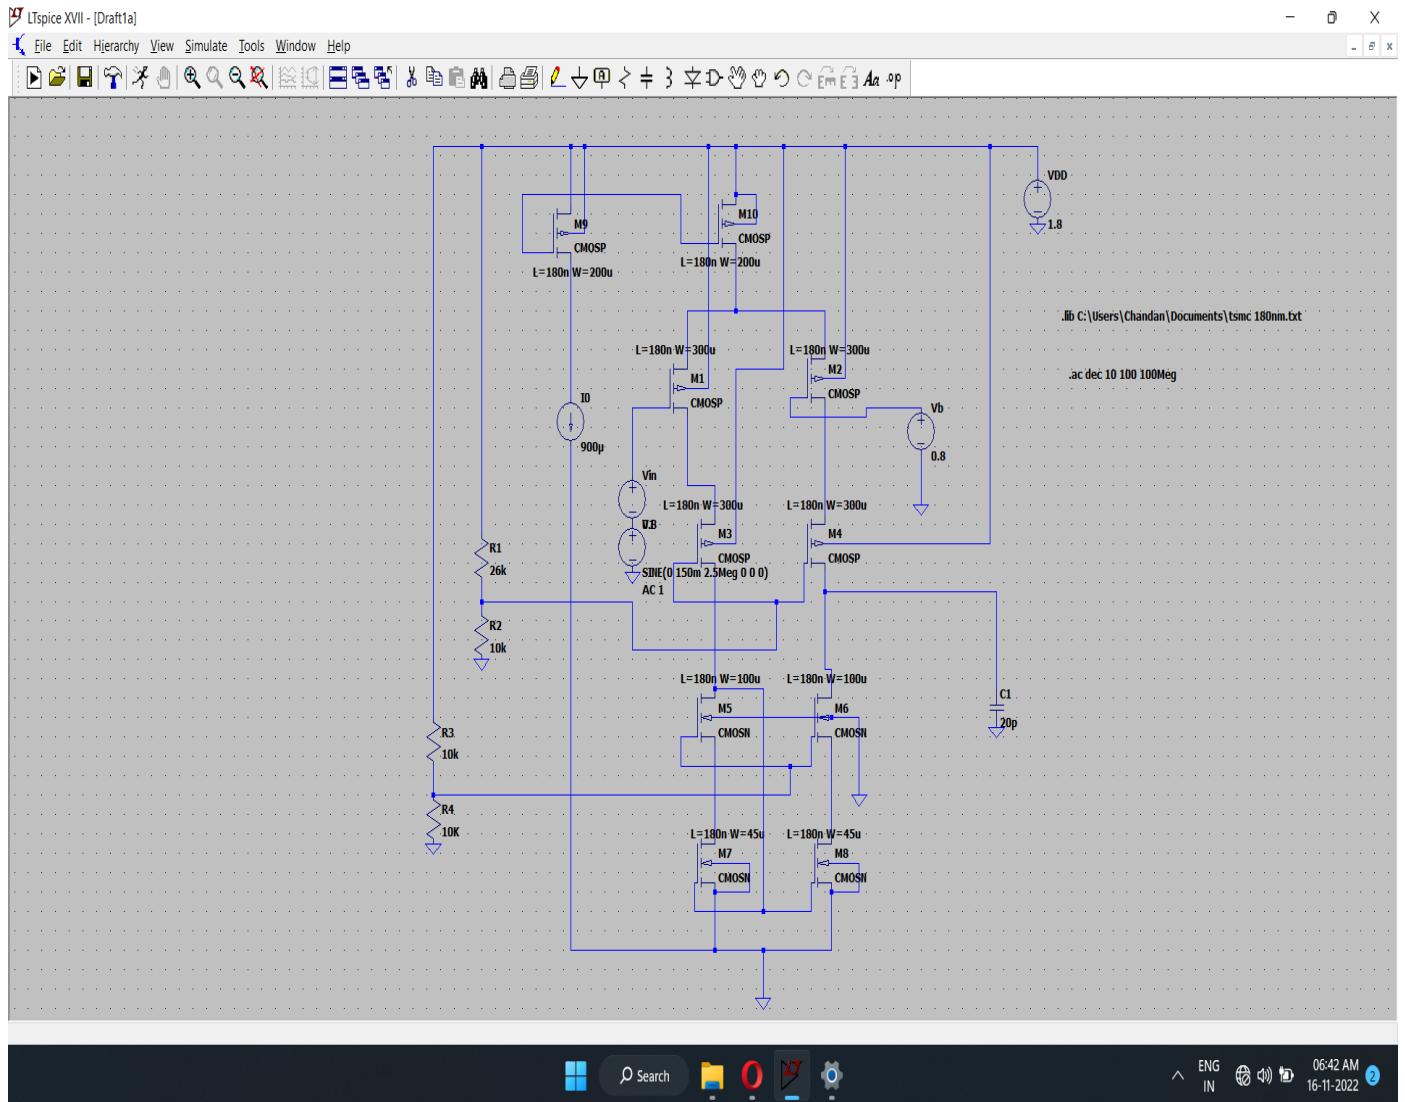 LTspice XVII - [Draft1a]
File Edit Hierarchy View Simulate Tools Window Help
VDD
1.8
M9
CMOSP
L=180n W=200u
M10
CMOSP
L=180n W=200u
.lib C:\Users\Chandan\Documents\tsmc 180nm.txt
.ac dec 10 100 100Meg
L=180n W=300u
M1
CMOSP
L=180n W=300u
M2
CMOSP
I0
900µ
Vb
0.8
Vin
L=180n W=300u
M3
CMOSP
L=180n W=300u
M4
CMOSP
SINE(0 150m 2.5Meg 0 0 0)
AC 1
R1
26k
R2
10k
L=180n W=100u
M5
CMOSN
L=180n W=100u
M6
CMOSN
C1
20p
R3
10k
R4
10K
L=180n W=45u
M7
CMOSN
L=180n W=45u
M8
CMOSN
Search
ENG
IN
06:42 AM
16-11-2022
2